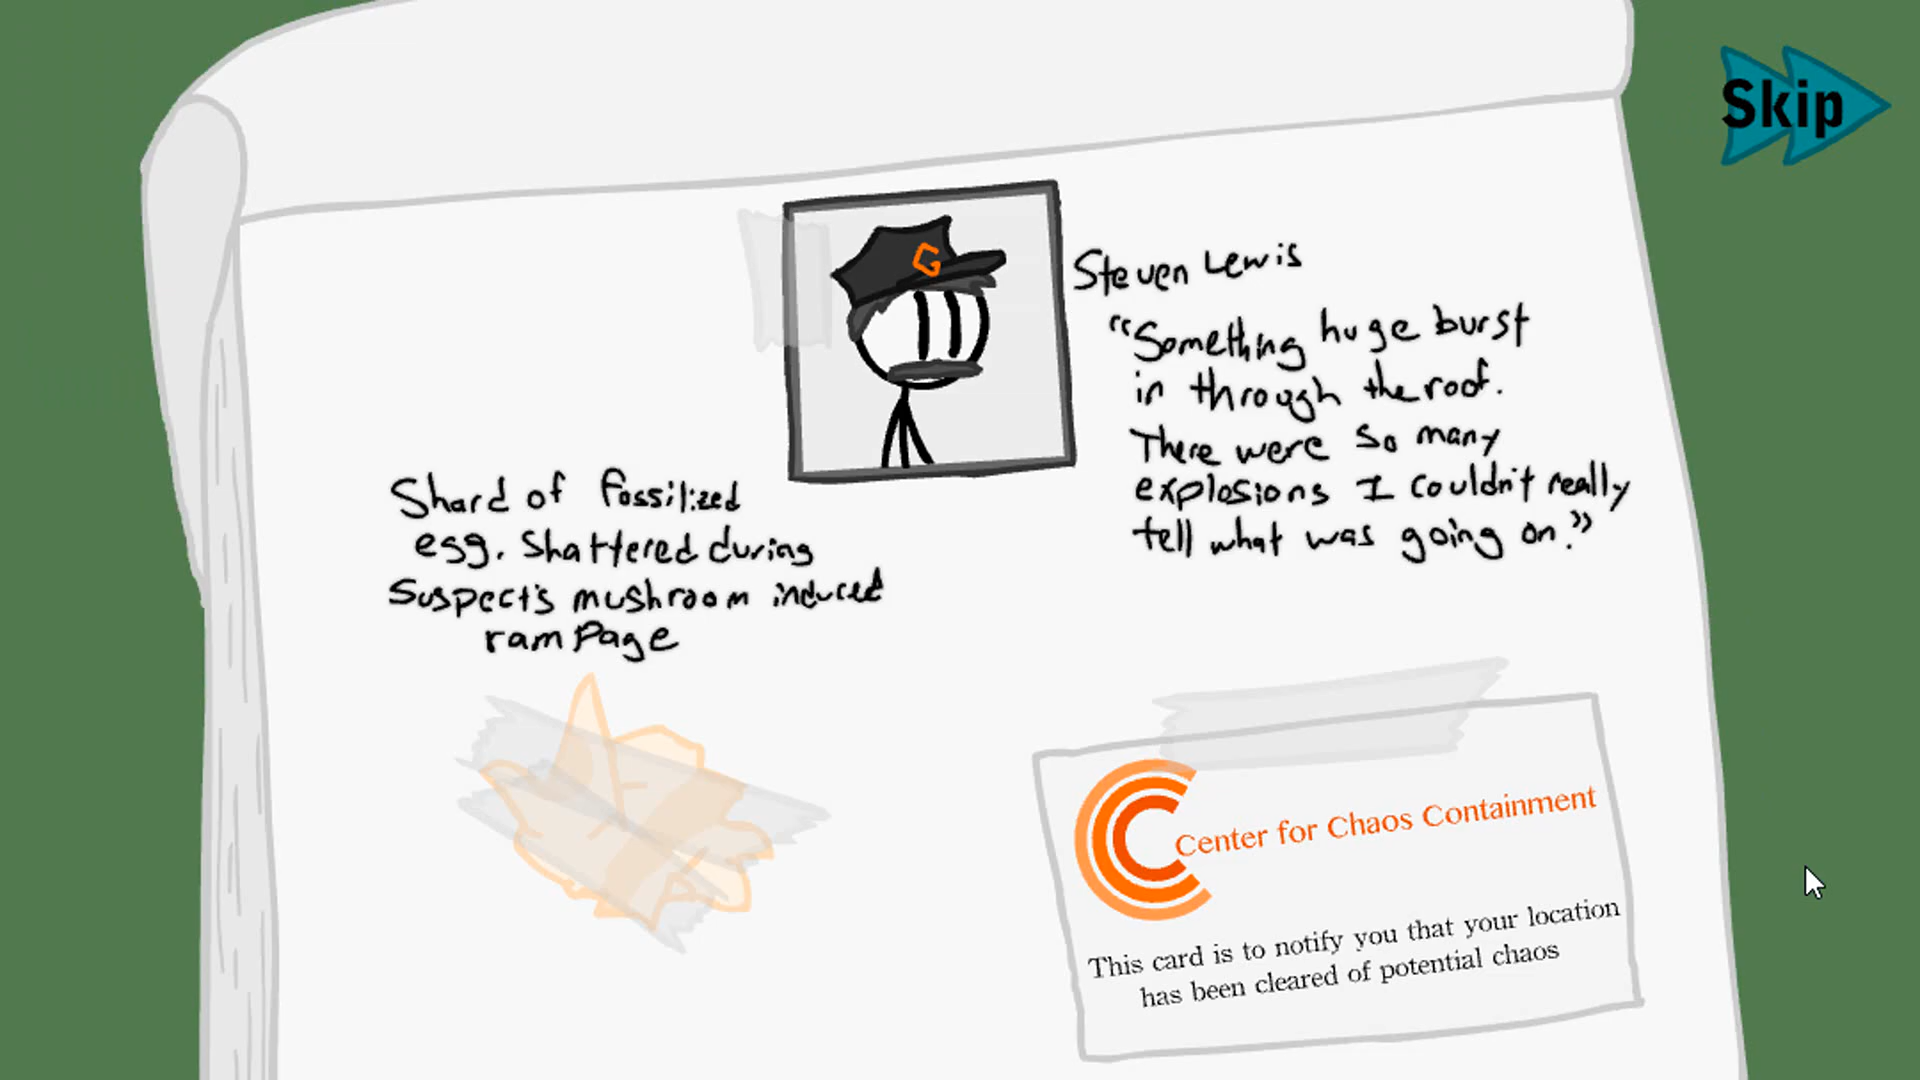 Skip
G
Steven Lewis
"Something huge burst
in through the roof.
There were so many
explosions I couldn't really
tell what was going on."
Shard of fossilized
egg. Shattered during
Suspect's mushroom induced
rampage
Center for Chaos Containment
This card is to notify you that your location
has been cleared of potential chaos